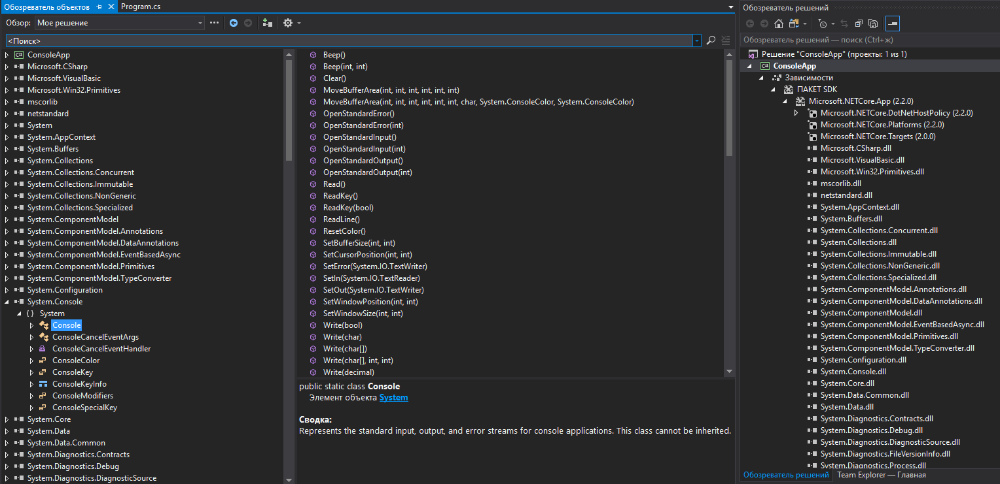 Обозреватель объектов
Program.cs
Обзор: Мое решение
<Поиск>
ConsoleApp
Microsoft.CSharp
Microsoft.VisualBasic
Microsoft.Win32.Primitives
mscorlib
netstandard
System
System.AppContext
System.Buffers
System.Collections
System.Collections.Concurrent
System.Collections.Immutable
System.Collections.NonGeneric
System.Collections.Specialized
System.ComponentModel
System.ComponentModel.Annotations
System.ComponentModel.DataAnnotations
System.ComponentModel.EventBasedAsync
System.ComponentModel.Primitives
System.ComponentModel.TypeConverter
System.Configuration
System.Console
{ } System
Console
ConsoleCancelEventArgs
ConsoleCancelEventHandler
ConsoleColor
ConsoleKey
ConsoleKeyInfo
ConsoleModifiers
ConsoleSpecialKey
System.Core
System.Data
System.Data.Common
System.Diagnostics.Contracts
System.Diagnostics.Debug
System.Diagnostics.DiagnosticSource
Beep()
Beep(int, int)
Clear()
MoveBufferArea(int, int, int, int, int, int)
MoveBufferArea(int, int, int, int, int, int, char, System.ConsoleColor, System.ConsoleColor)
OpenStandardError()
OpenStandardError(int)
OpenStandardInput()
OpenStandardInput(int)
OpenStandardOutput()
OpenStandardOutput(int)
Read()
ReadKey()
ReadKey(bool)
ReadLine()
ResetColor()
SetBufferSize(int, int)
SetCursorPosition(int, int)
SetError(System.IO.TextWriter)
SetIn(System.IO.TextReader)
SetOut(System.IO.TextWriter)
SetWindowPosition(int, int)
SetWindowSize(int, int)
Write(bool)
Write(char)
Write(char[])
Write(char[], int, int)
Write(decimal)
public static class Console
Элемент объекта System
Сводка:
Represents the standard input, output, and error streams for console applications. This class cannot be inherited.
Обозреватель решений
Обозреватель решений — поиск (Ctrl+ж)
Решение "ConsoleApp" (проекты: 1 из 1)
C# ConsoleApp
Зависимости
ПАКЕТ SDK
Microsoft.NETCore.App (2.2.0)
Microsoft.NETCore.DotNetHostPolicy (2.2.0)
Microsoft.NETCore.Platforms (2.2.0)
Microsoft.NETCore.Targets (2.0.0)
Microsoft.CSharp.dll
Microsoft.VisualBasic.dll
Microsoft.Win32.Primitives.dll
mscorlib.dll
netstandard.dll
System.AppContext.dll
System.Buffers.dll
System.Collections.Concurrent.dll
System.Collections.dll
System.Collections.Immutable.dll
System.Collections.NonGeneric.dll
System.Collections.Specialized.dll
System.ComponentModel.Annotations.dll
System.ComponentModel.DataAnnotations.dll
System.ComponentModel.dll
System.ComponentModel.EventBasedAsync.dll
System.ComponentModel.Primitives.dll
System.ComponentModel.TypeConverter.dll
System.Configuration.dll
System.Console.dll
System.Core.dll
System.Data.Common.dll
System.Data.dll
System.Diagnostics.Contracts.dll
System.Diagnostics.Debug.dll
System.Diagnostics.DiagnosticSource.dll
System.Diagnostics.FileVersionInfo.dll
System.Diagnostics.Process.dll
Обозреватель решений
Team Explorer — Главная